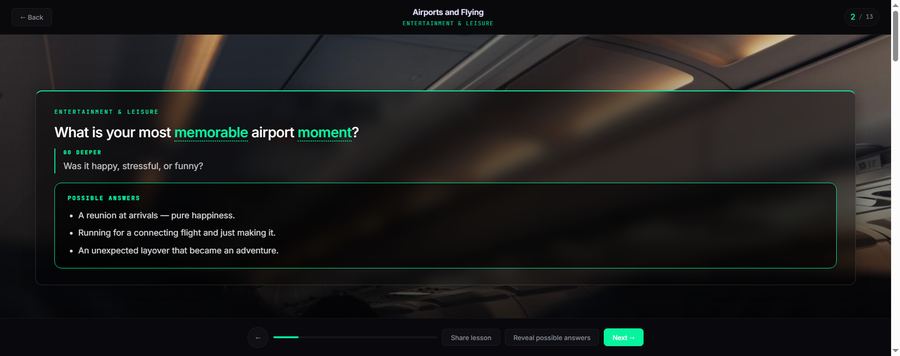 ← Back
Airports and Flying
ENTERTAINMENT & LEISURE
2 / 13
ENTERTAINMENT & LEISURE
What is your most memorable airport moment?
GO DEEPER
Was it happy, stressful, or funny?
POSSIBLE ANSWERS
• A reunion at arrivals — pure happiness.
• Running for a connecting flight and just making it.
• An unexpected layover that became an adventure.
← Share lesson Reveal possible answers Next →